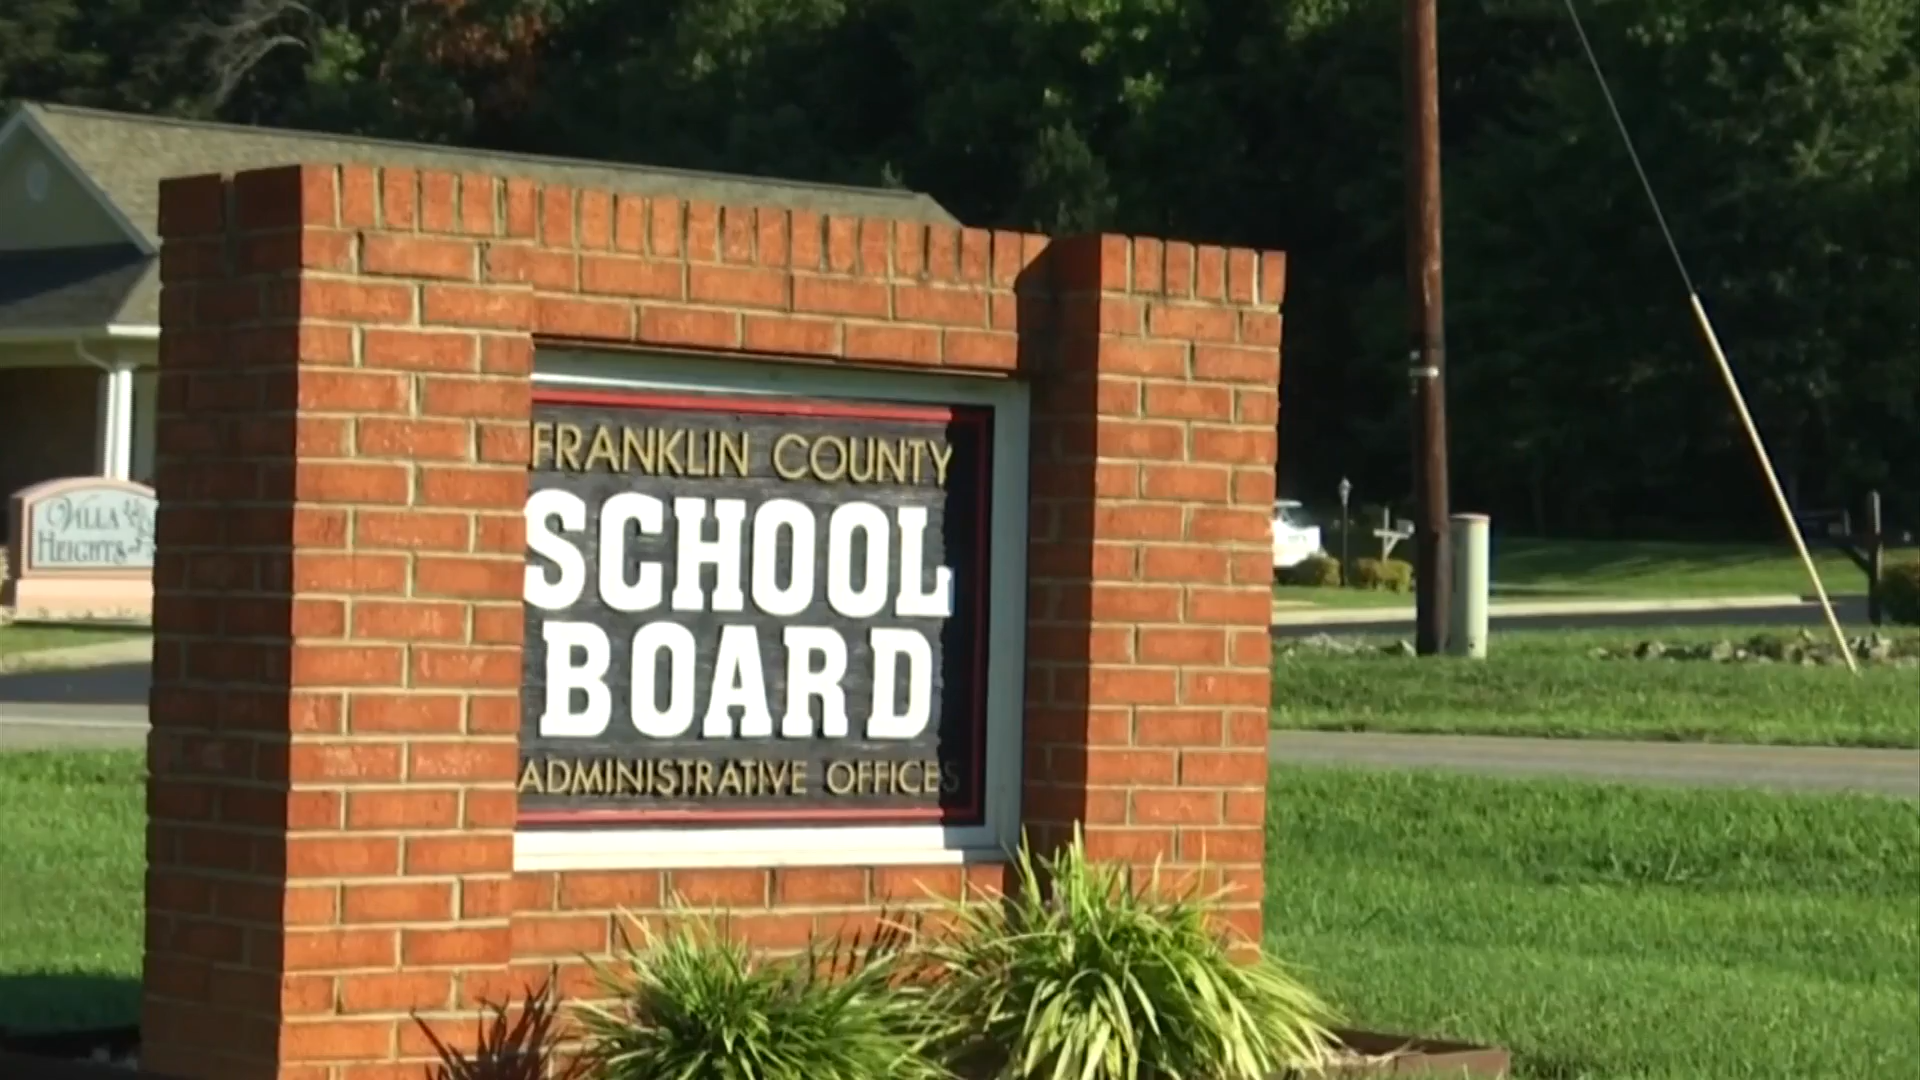 FRANKLIN COUNTY
SCHOOL
BOARD
ADMINISTRATIVE OFFICES
VILLA
HEIGHTS